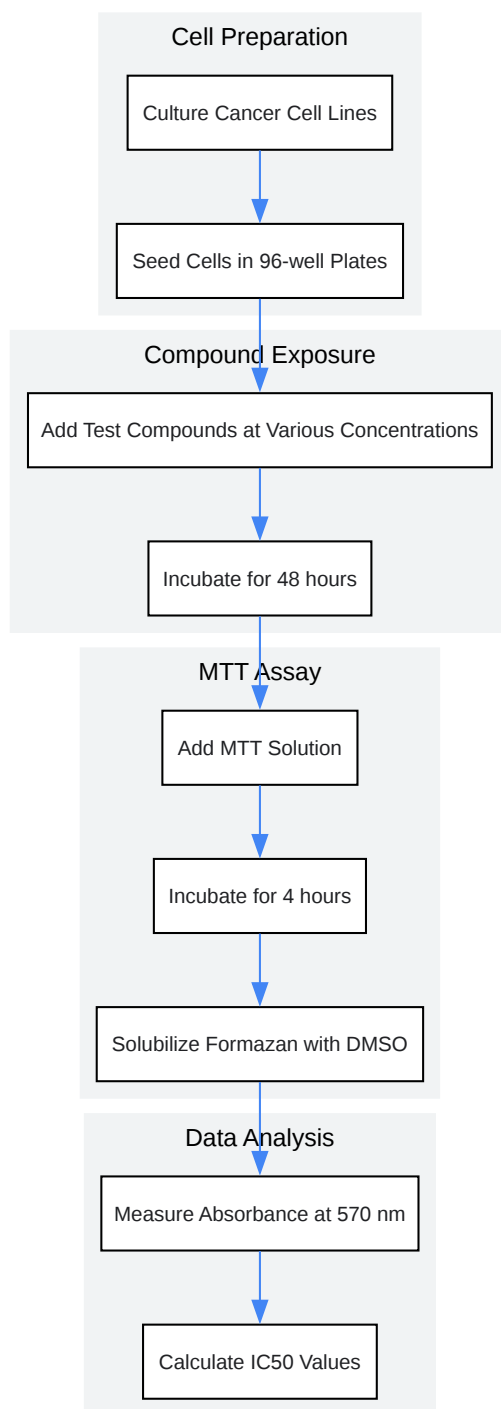 Cell Preparation
Culture Cancer Cell Lines
Seed Cells in 96-well Plates
Compound Exposure
Add Test Compounds at Various Concentrations
Incubate for 48 hours
MTT Assay
Add MTT Solution
Incubate for 4 hours
Solubilize Formazan with DMSO
Data Analysis
Measure Absorbance at 570 nm
Calculate IC50 Values